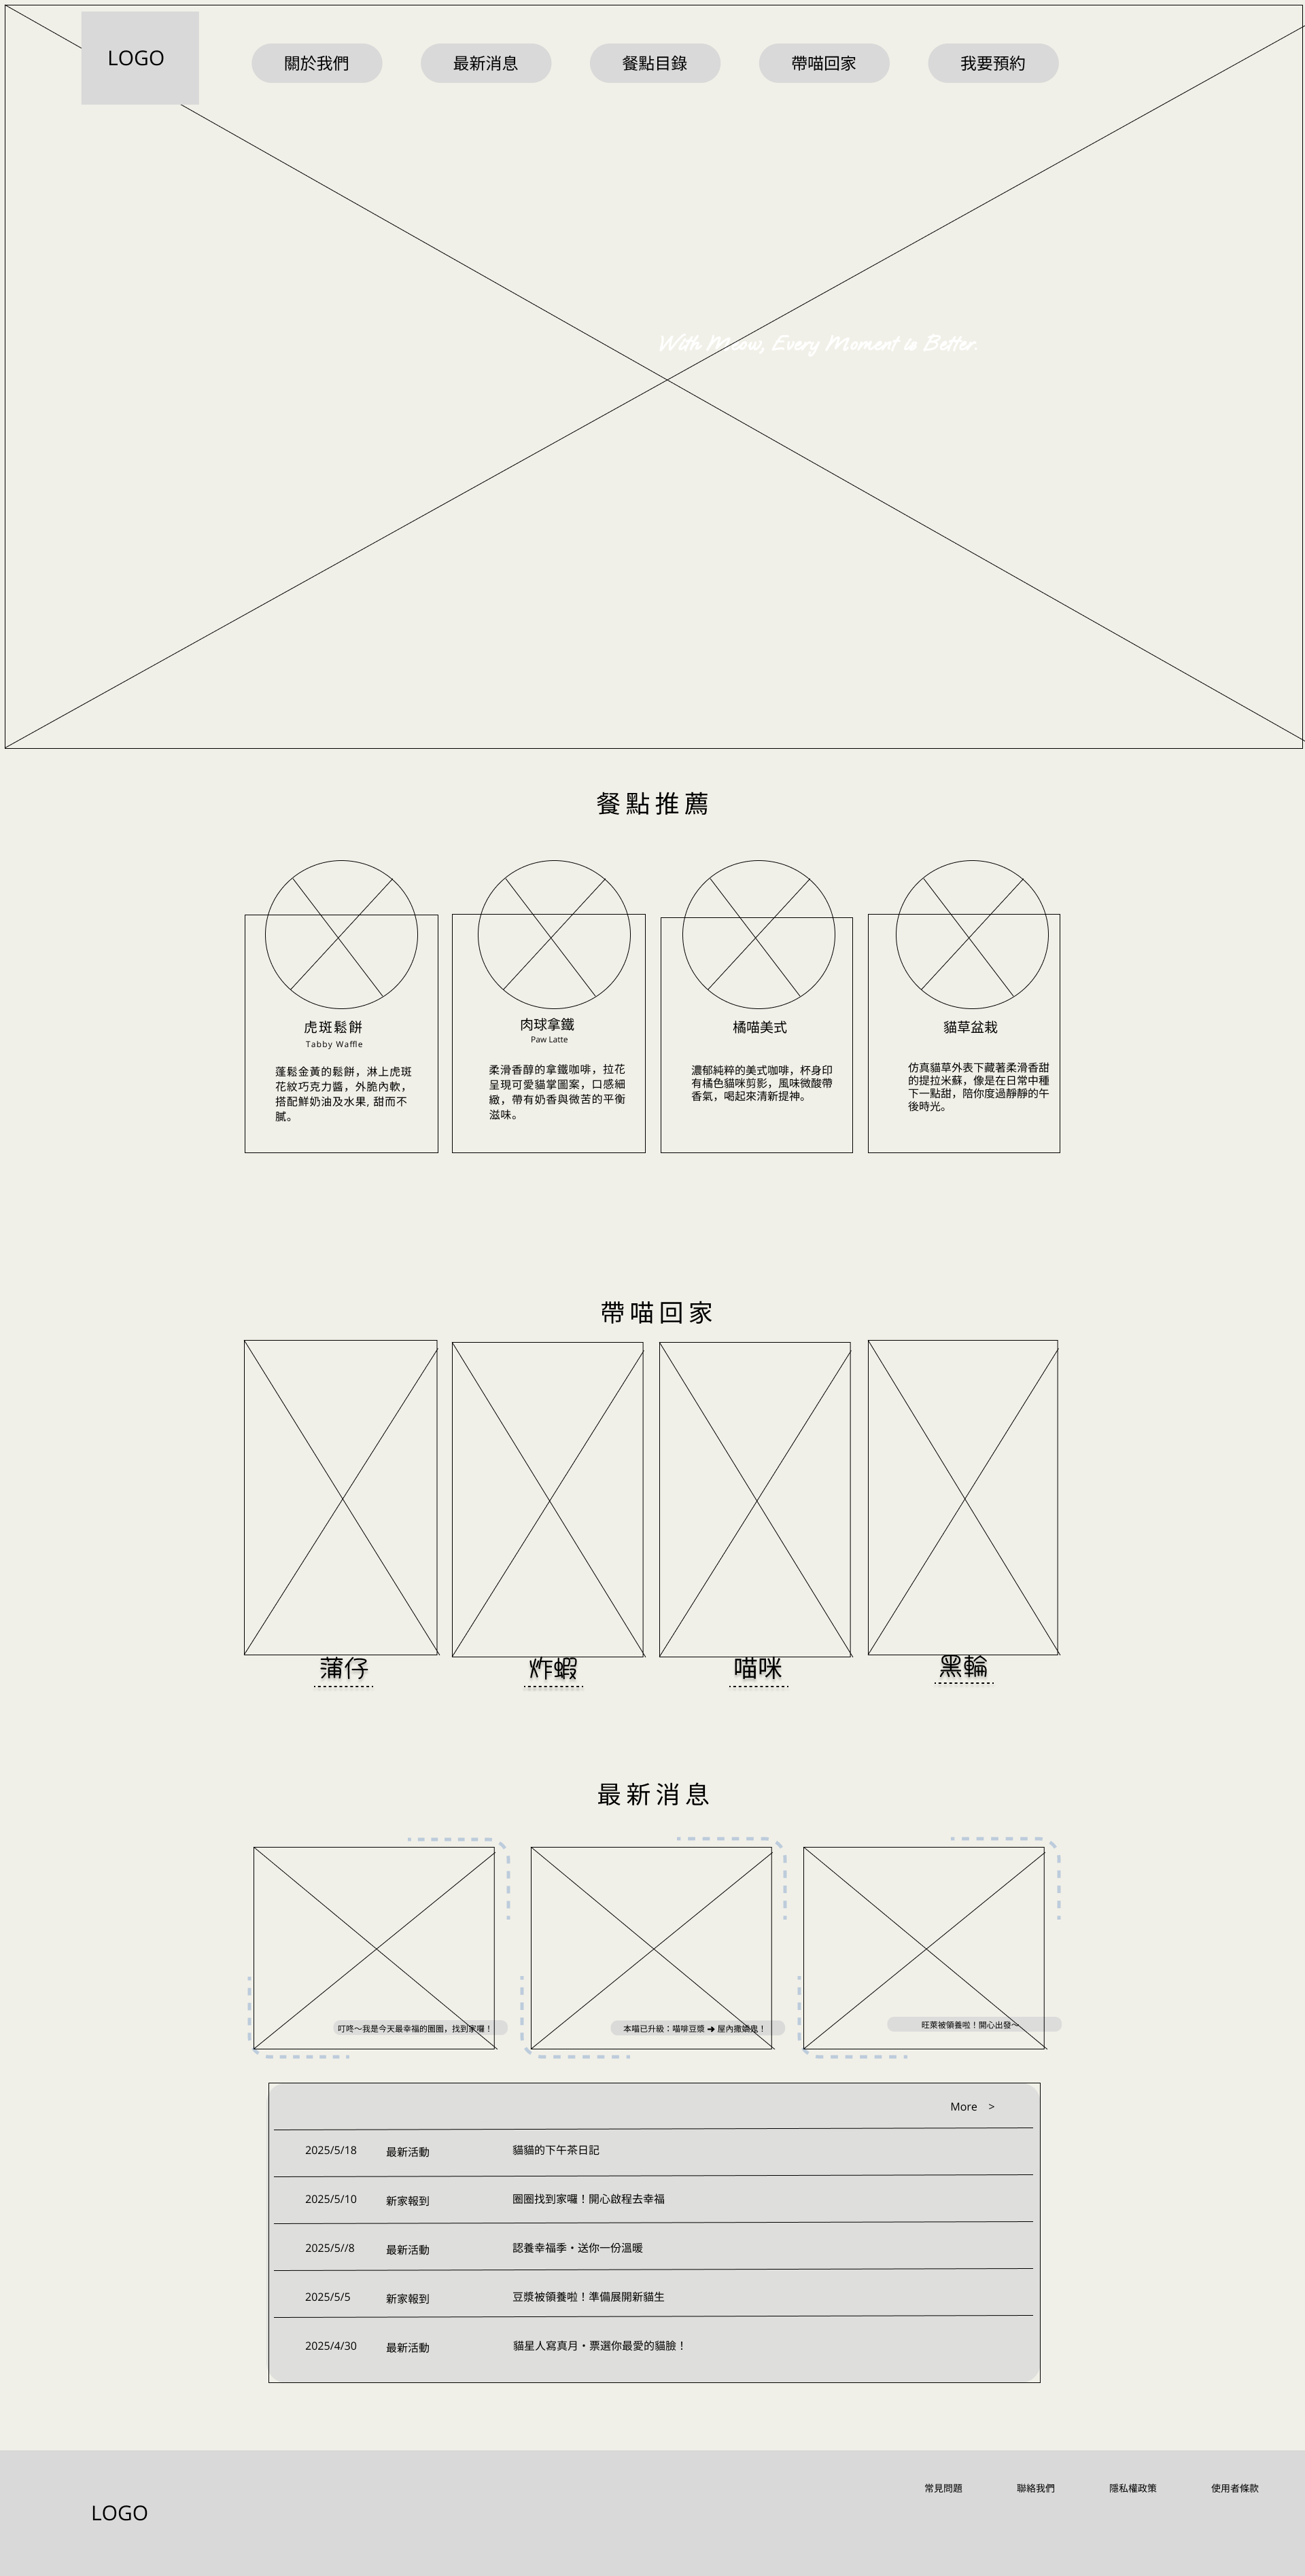 LOGO
關於我們
最新消息
餐點目錄
帶喵回家
我要預約
With Meow, Every Moment is Better.
餐點推薦
虎斑鬆餅
Tabby Waffle
蓬鬆金黃的鬆餅，淋上虎斑
花紋巧克力醬，外脆內軟，
搭配鮮奶油及水果, 甜而不
膩。
肉球拿鐵
Paw Latte
柔滑香醇的拿鐵咖啡，拉花
呈現可愛貓掌圖案，口感細
緻，帶有奶香與微苦的平衡
滋味。
橘喵美式
濃郁純粹的美式咖啡，杯身印
有橘色貓咪剪影，風味微酸帶
香氣，喝起來清新提神。
貓草盆栽
仿真貓草外表下藏著柔滑香甜
的提拉米蘇，像是在日常中種
下一點甜，陪你度過靜靜的午
後時光。
帶喵回家
蒲仔
炸蝦
喵咪
黑輪
最新消息
叮咚～我是今天最幸福的圈圈，找到家囉！
本喵已升級：喵啡豆漿 ➜ 屋內撒嬌鬼！
旺萊被領養啦！開心出發～
More >
2025/5/18 最新活動 貓貓的下午茶日記
2025/5/10 新家報到 圈圈找到家囉！開心啟程去幸福
2025/5//8 最新活動 認養幸福季・送你一份溫暖
2025/5/5 新家報到 豆漿被領養啦！準備展開新貓生
2025/4/30 最新活動 貓星人寫真月・票選你最愛的貓臉！
常見問題
聯絡我們
隱私權政策
使用者條款
LOGO